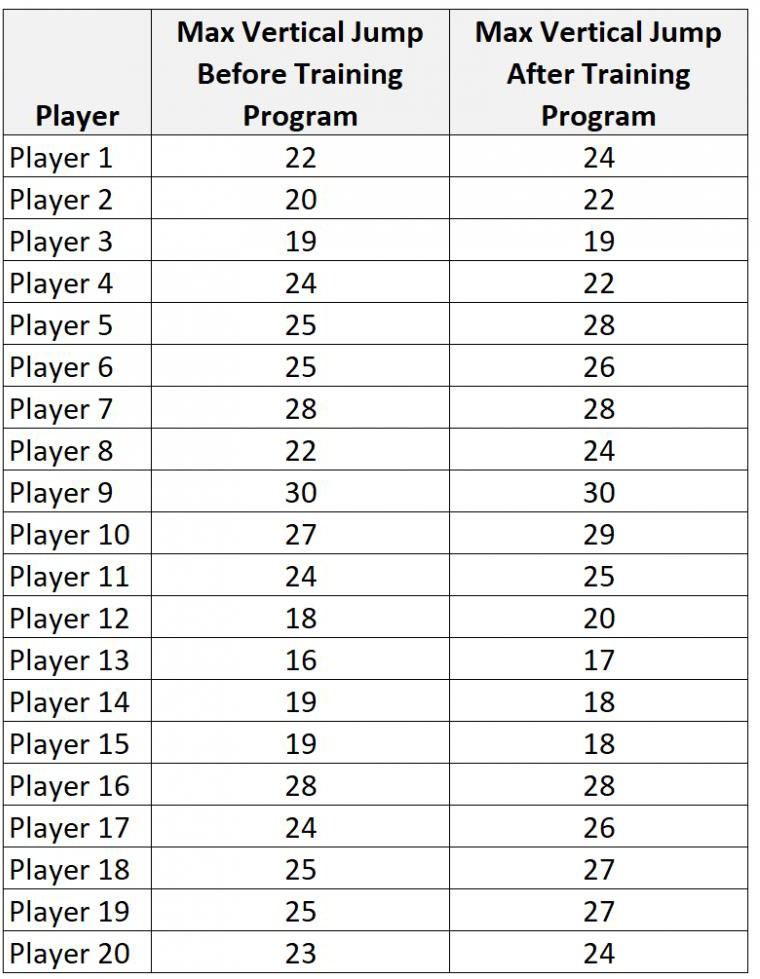 Player Max Vertical Jump Before Training Program Max Vertical Jump After Training Program
Player 1 22 24
Player 2 20 22
Player 3 19 19
Player 4 24 22
Player 5 25 28
Player 6 25 26
Player 7 28 28
Player 8 22 24
Player 9 30 30
Player 10 27 29
Player 11 24 25
Player 12 18 20
Player 13 16 17
Player 14 19 18
Player 15 19 18
Player 16 28 28
Player 17 24 26
Player 18 25 27
Player 19 25 27
Player 20 23 24